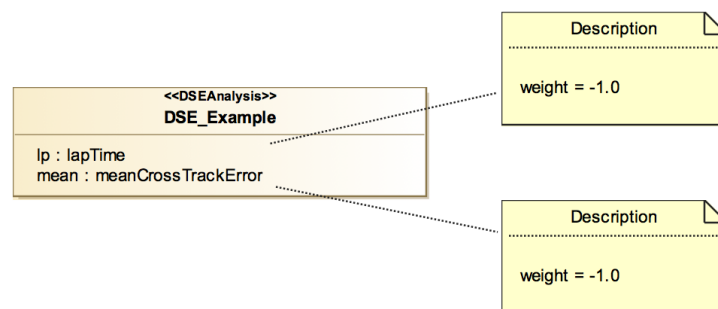 Description
weight = -1.0
<<DSEAnalysis>>
DSE_Example
lp : lapTime
mean : meanCrossTrackError
Description
weight = -1.0